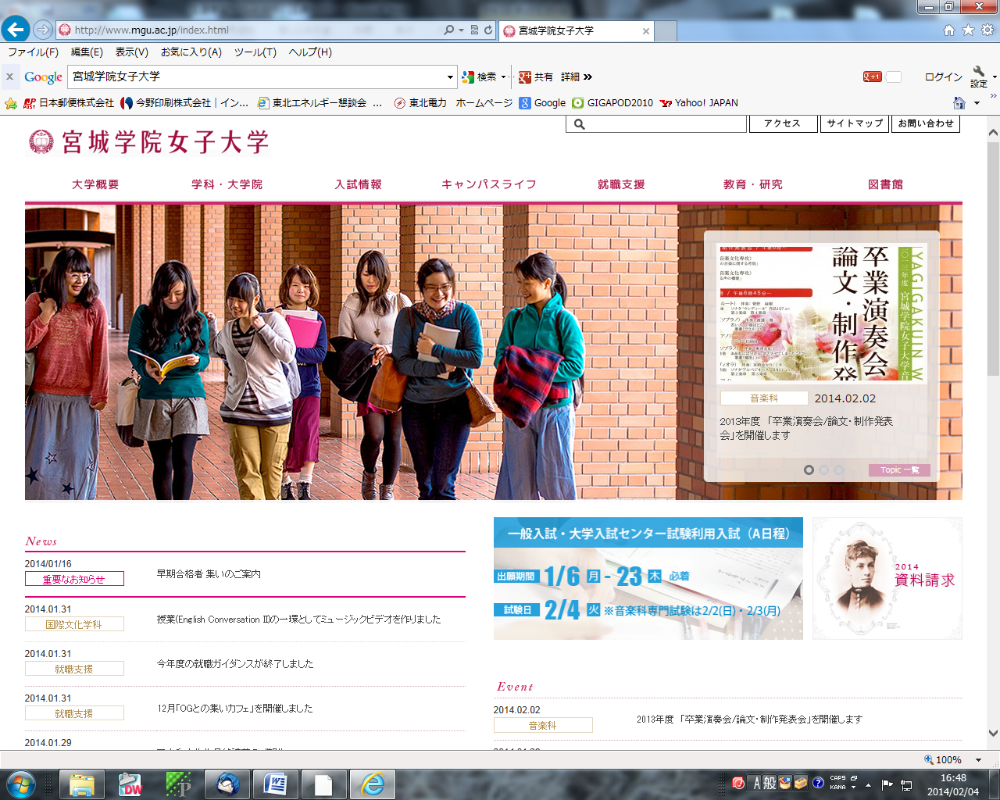 http://www.mgu.ac.jp/index.html
宮城学院女子大学
ファイル(F) 編集(E) 表示(V) お気に入り(A) ツール(T) ヘルプ(H)
Google 宮城学院女子大学 検索 共有 詳細 ログイン 設定
日本郵便株式会社 今野印刷株式会社｜イン... 東北エネルギー懇談会 ... 東北電力 ホームページ Google GIGAPOD2010 Yahoo! JAPAN
アクセス サイトマップ お問い合わせ
宮城学院女子大学
大学概要 学科・大学院 入試情報 キャンパスライフ 就職支援 教育・研究 図書館
卒業演奏会
論文・制作発
音楽科 2014.02.02
2013年度 「卒業演奏会/論文・制作発表
会」を開催します
Topic 一覧
News
2014/01/16
重要なお知らせ 早期合格者 集いのご案内
2014.01.31
国際文化学科 授業(English Conversation II)の一環としてミュージックビデオを作りました
2014.01.31
就職支援 今年度の就職ガイダンスが終了しました
2014.01.31
就職支援 12月「OGとの集いカフェ」を開催しました
2014.01.29
一般入試・大学入試センター試験利用入試（A日程）
出願期間 1/6 月 - 23 木 必着
試験日 2/4 火 ※音楽科専門試験は2/2(日)・2/3(月)
2014
資料請求
Event
2014.02.02
音楽科 2013年度 「卒業演奏会/論文・制作発表会」を開催します
100%
A 般 CAPS KANA
16:48
2014/02/04